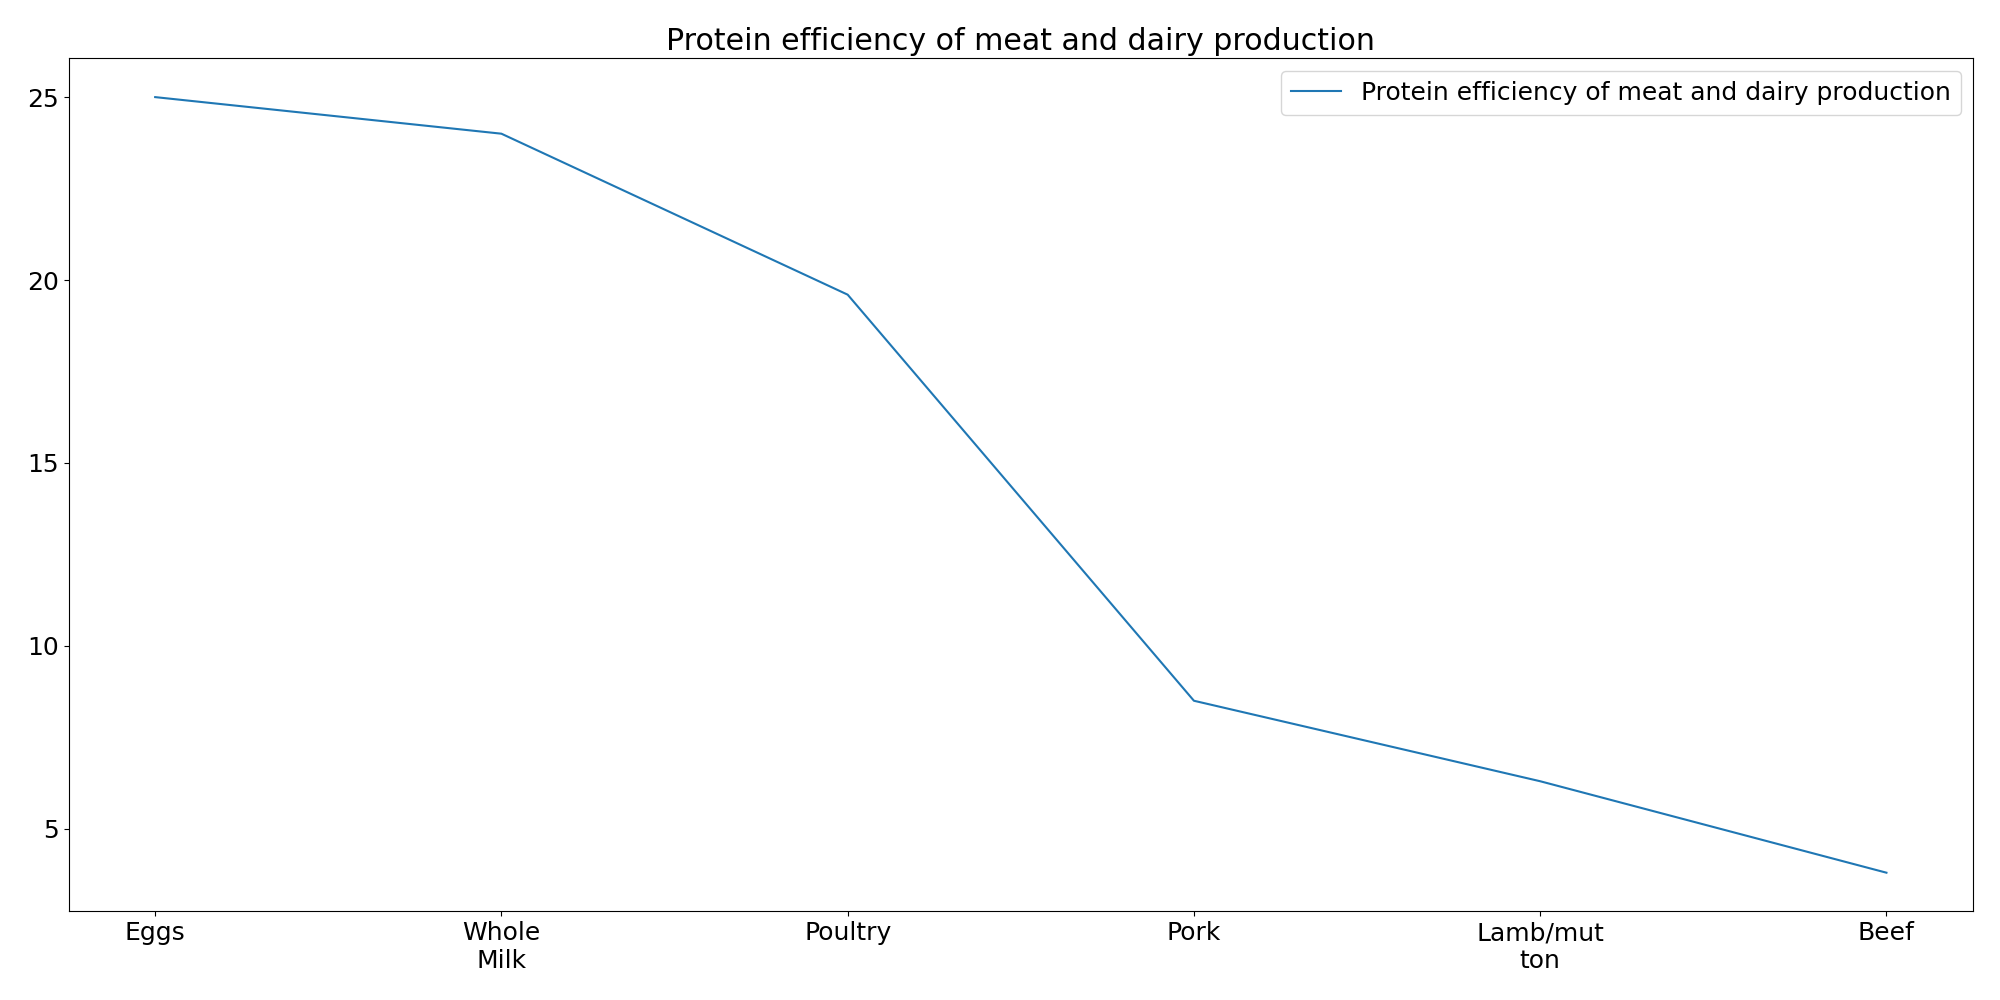 Protein efficiency of meat and dairy production
Protein efficiency of meat and dairy production
25
20
15
10
5
Eggs
Whole
Milk
Poultry
Pork
Lamb/mut
ton
Beef